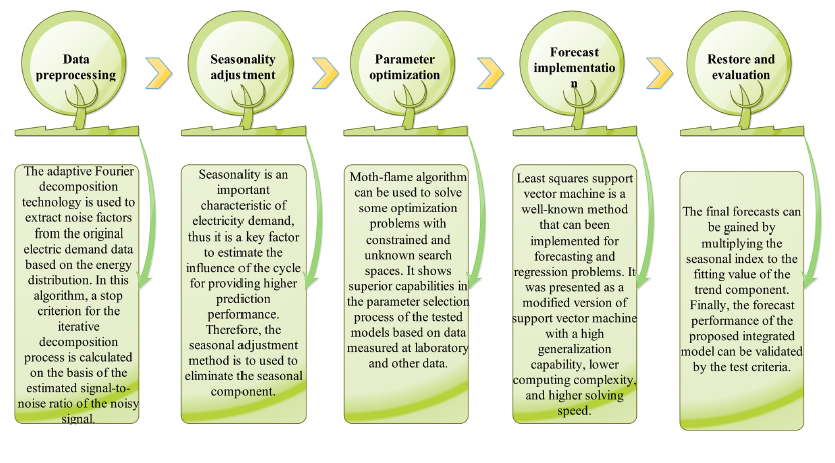 Data
preprocessing
Seasonality
adjustment
Parameter
optimization
Forecast
implementatio
n
Restore and
evaluation
The adaptive Fourier
decomposition
technology is used to
extract noise factors
from the original
electric demand data
based on the energy
distribution. In this
algorithm, a stop
criterion for the
iterative
decomposition
process is calculated
on the basis of the
estimated signal-to-
noise ratio of the noisy
signal.
Seasonality is an
important
characteristic of
electricity demand,
thus it is a key factor
to estimate the
influence of the cycle
for providing higher
prediction
performance.
Therefore, the
seasonal adjustment
method is to used to
eliminate the seasonal
component.
Moth-flame algorithm
can be used to solve
some optimization
problems with
constrained and
unknown search
spaces. It shows
superior capabilities in
the parameter selection
process of the tested
models based on data
measured at laboratory
and other data.
Least squares support
vector machine is a
well-known method
that can been
implemented for
forecasting and
regression problems. It
was presented as a
modified version of
support vector machine
with a high
generalization
capability, lower
computing complexity,
and higher solving
speed.
The final forecasts can
be gained by
multiplying the
seasonal index to the
fitting value of the
trend component.
Finally, the forecast
performance of the
proposed integrated
model can be validated
by the test criteria.